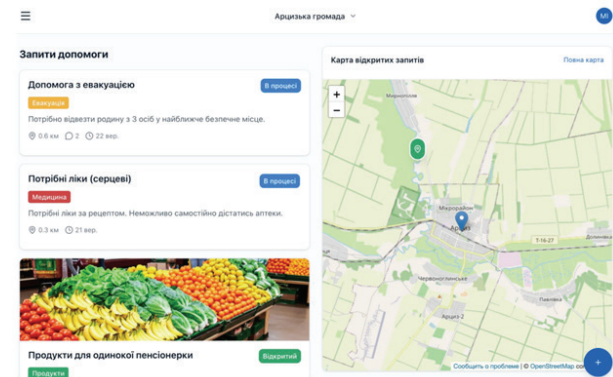 Арцизька громада
МІ
Запити допомоги
Допомога з евакуацією
В процесі
Евакуація
Потрібно відвезти родину з 3 осіб у найближче безпечне місце.
0.6 км 2 22 вер.
Потрібні ліки (серцеві)
В процесі
Медицина
Потрібні ліки за рецептом. Неможливо самостійно дістатись аптеки.
0.3 км 21 вер.
Продукти для одинокої пенсіонерки
Відкритий
Продукти
Карта відкритих запитів
Повна карта
+
−
Мирнопілля
Мікрорайон
Арциз
Т-16-27
Долинівка
Червоноглинське
Павлівка
Арциз-2
Сообщить о проблеме | © OpenStreetMap
+